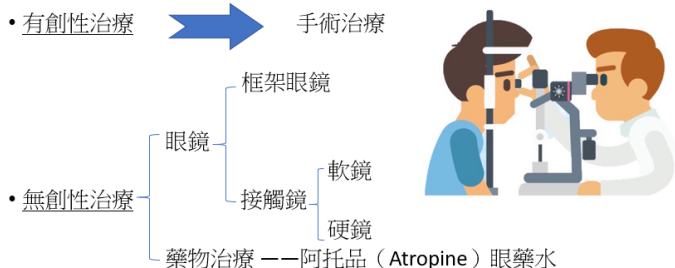 • 有創性治療
手術治療
框架眼鏡
眼鏡
軟鏡
接觸鏡
• 無創性治療
硬鏡
藥物治療 ——阿托品（Atropine）眼藥水